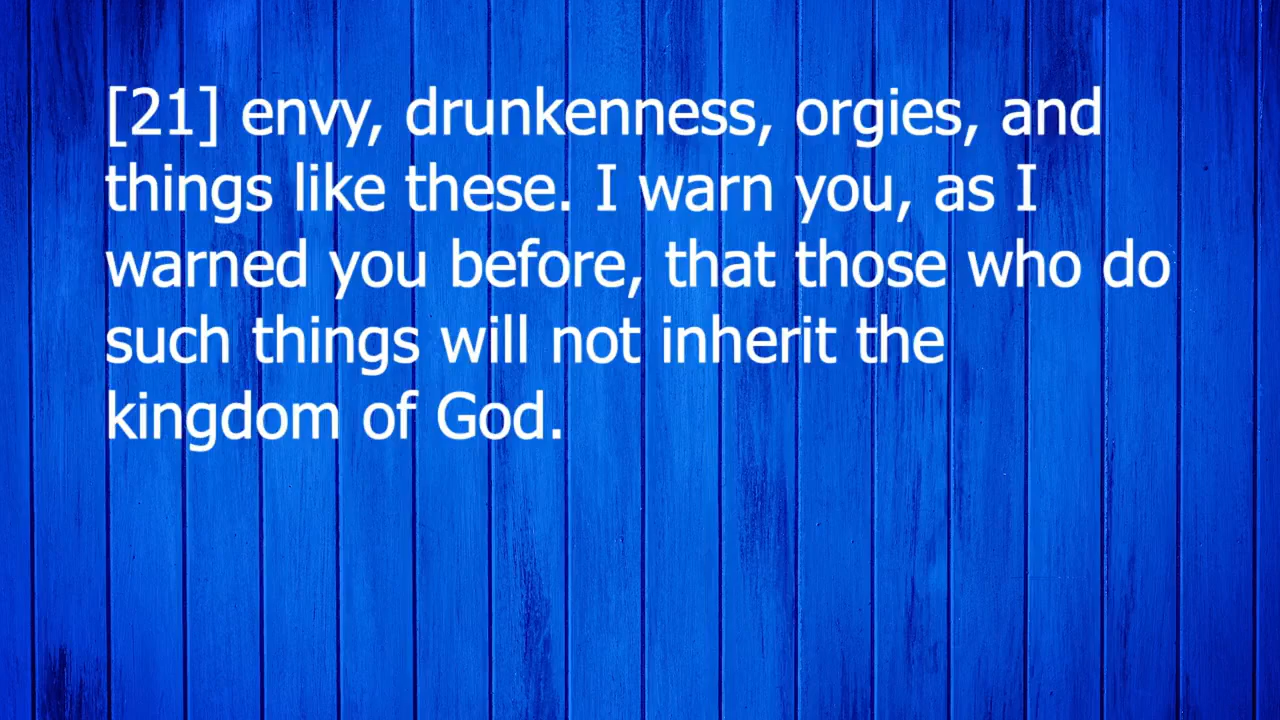 [21] envy, drunkenness, orgies, and
things like these. I warn you, as I
warned you before, that those who do
such things will not inherit the
kingdom of God.